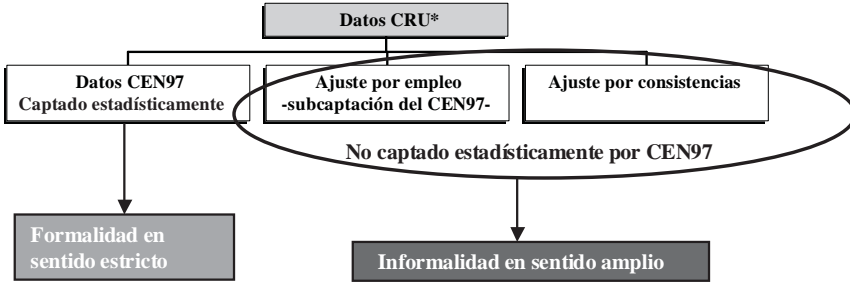 Datos CRU*
Datos CEN97
Captado estadísticamente
Ajuste por empleo
-subcaptación del CEN97-
Ajuste por consistencias
No captado estadísticamente por CEN97
Formalidad en
sentido estricto
Informalidad en sentido amplio